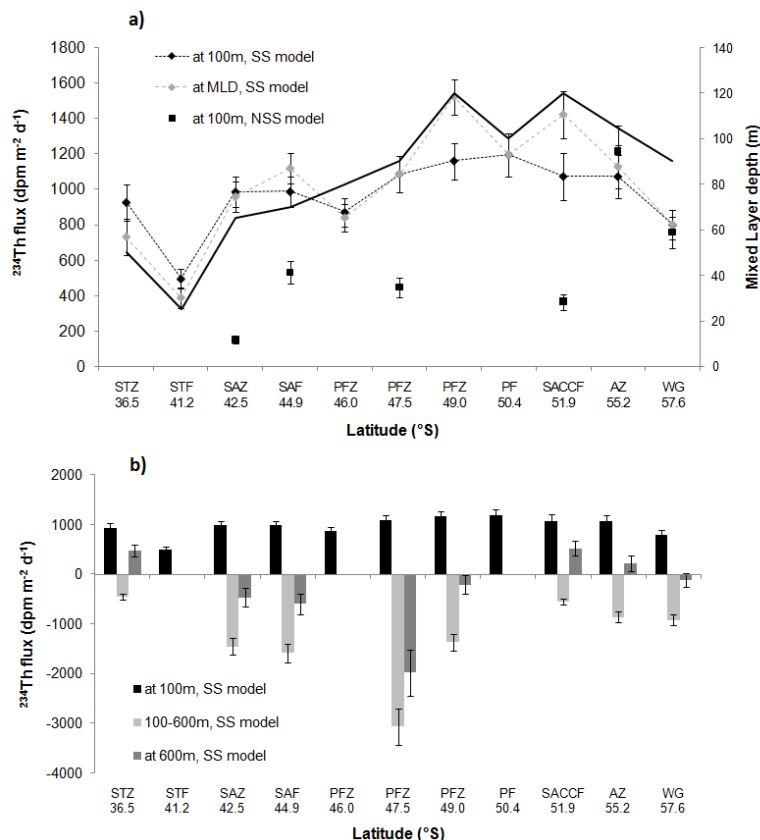 a)
1800
1600
1400
1200
1000
800
600
400
200
0
²³⁴Th flux (dpm m⁻² d⁻¹)
at 100m, SS model
at MLD, SS model
at 100m, NSS model
140
120
100
80
60
40
20
0
Mixed Layer depth (m)
STZ STF SAZ SAF PFZ PFZ PFZ PF SACCF AZ WG
36.5 41.2 42.5 44.9 46.0 47.5 49.0 50.4 51.9 55.2 57.6
Latitude (°S)
b)
2000
1000
0
-1000
-2000
-3000
-4000
²³⁴Th flux (dpm m⁻² d⁻¹)
at 100m, SS model
100-600m, SS model
at 600m, SS model
STZ STF SAZ SAF PFZ PFZ PFZ PF SACCF AZ WG
36.5 41.2 42.5 44.9 46.0 47.5 49.0 50.4 51.9 55.2 57.6
Latitude (°S)